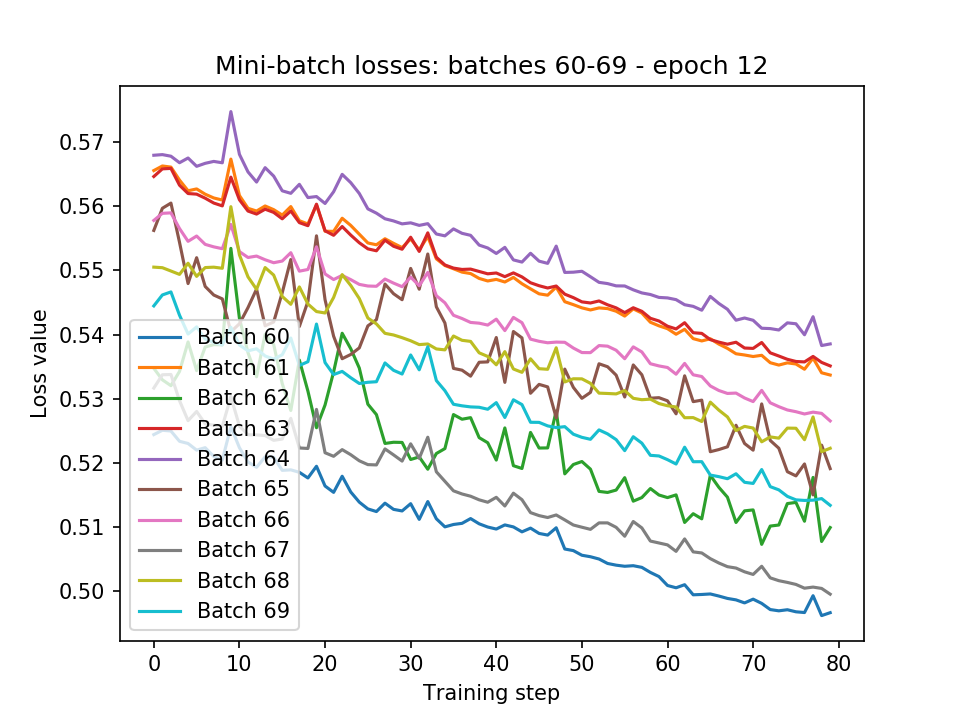 Mini-batch losses: batches 60-69 - epoch 12
Loss value
0.57
0.56
0.55
0.54
0.53
0.52
0.51
0.50
Batch 60
Batch 61
Batch 62
Batch 63
Batch 64
Batch 65
Batch 66
Batch 67
Batch 68
Batch 69
0 10 20 30 40 50 60 70 80
Training step